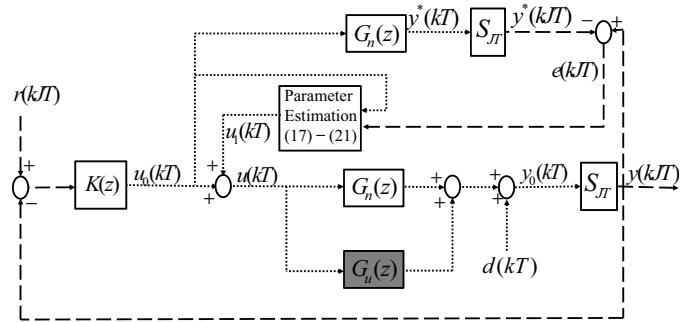 y*(kT)
y*(kJT)
G_n(z)
S_JT
−
+
e(kJT)
r(kJT)
Parameter
Estimation
(17) − (21)
u_1(kT)
+
−
K(z)
u_0(kT)
+
+
u(kT)
G_n(z)
+
+
+
+
y_0(kT)
S_JT
y(kJT)
G_u(z)
d(kT)